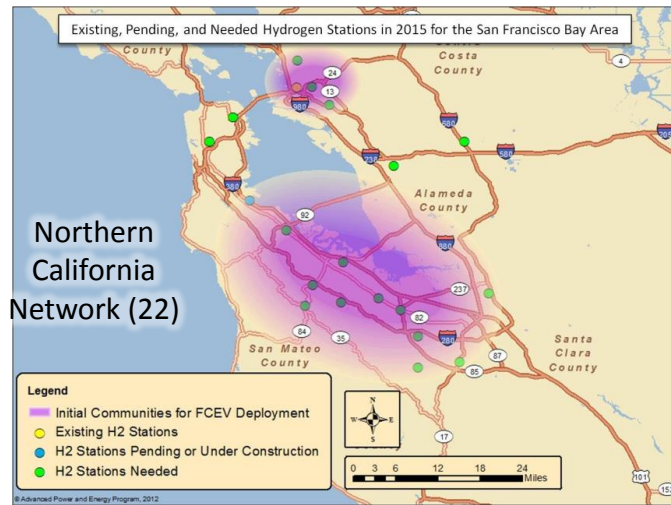 Existing, Pending, and Needed Hydrogen Stations in 2015 for the San Francisco Bay Area
County
Costa
County
4
24
13
980
680
205
580
238
380
Alameda
County
92
880
Northern
California
Network (22)
237
82
280
84
35
San Mateo
County
87
85
Santa
Clara
County
17
101
152
Legend
Initial Communities for FCEV Deployment
Existing H2 Stations
H2 Stations Pending or Under Construction
H2 Stations Needed
N
W
E
S
0 3 6 12 18 24
Miles
© Advanced Power and Energy Program, 2012